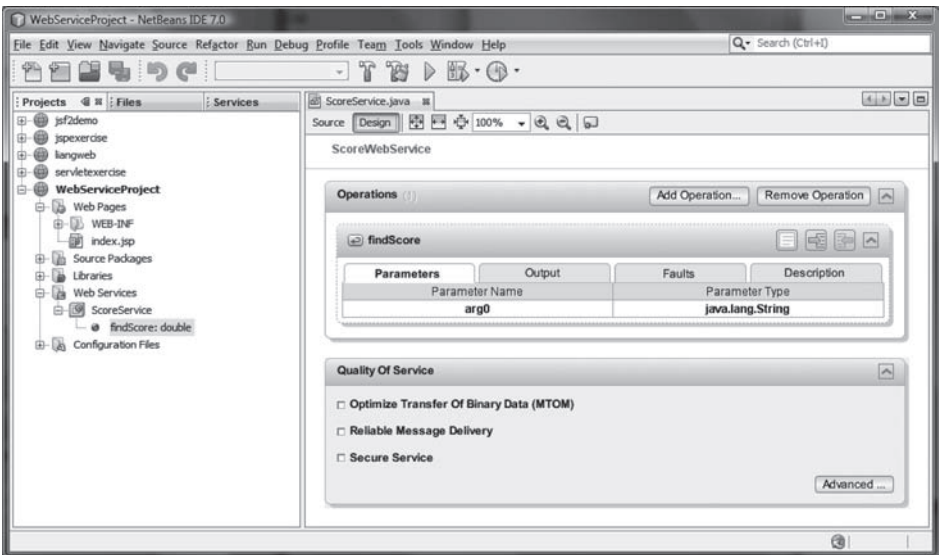 WebServiceProject - NetBeans IDE 7.0
File Edit View Navigate Source Refactor Run Debug Profile Team Tools Window Help
Search (Ctrl+I)
Projects
Files
Services
jsf2demo
jspexercise
liangweb
servletexercise
WebServiceProject
Web Pages
WEB-INF
index.jsp
Source Packages
Libraries
Web Services
ScoreService
findScore: double
Configuration Files
ScoreService.java
Source Design 100%
ScoreWebService
Operations (1) Add Operation... Remove Operation
findScore
Parameters Output Faults Description
Parameter Name Parameter Type
arg0 java.lang.String
Quality Of Service
Optimize Transfer Of Binary Data (MTOM)
Reliable Message Delivery
Secure Service
Advanced ...